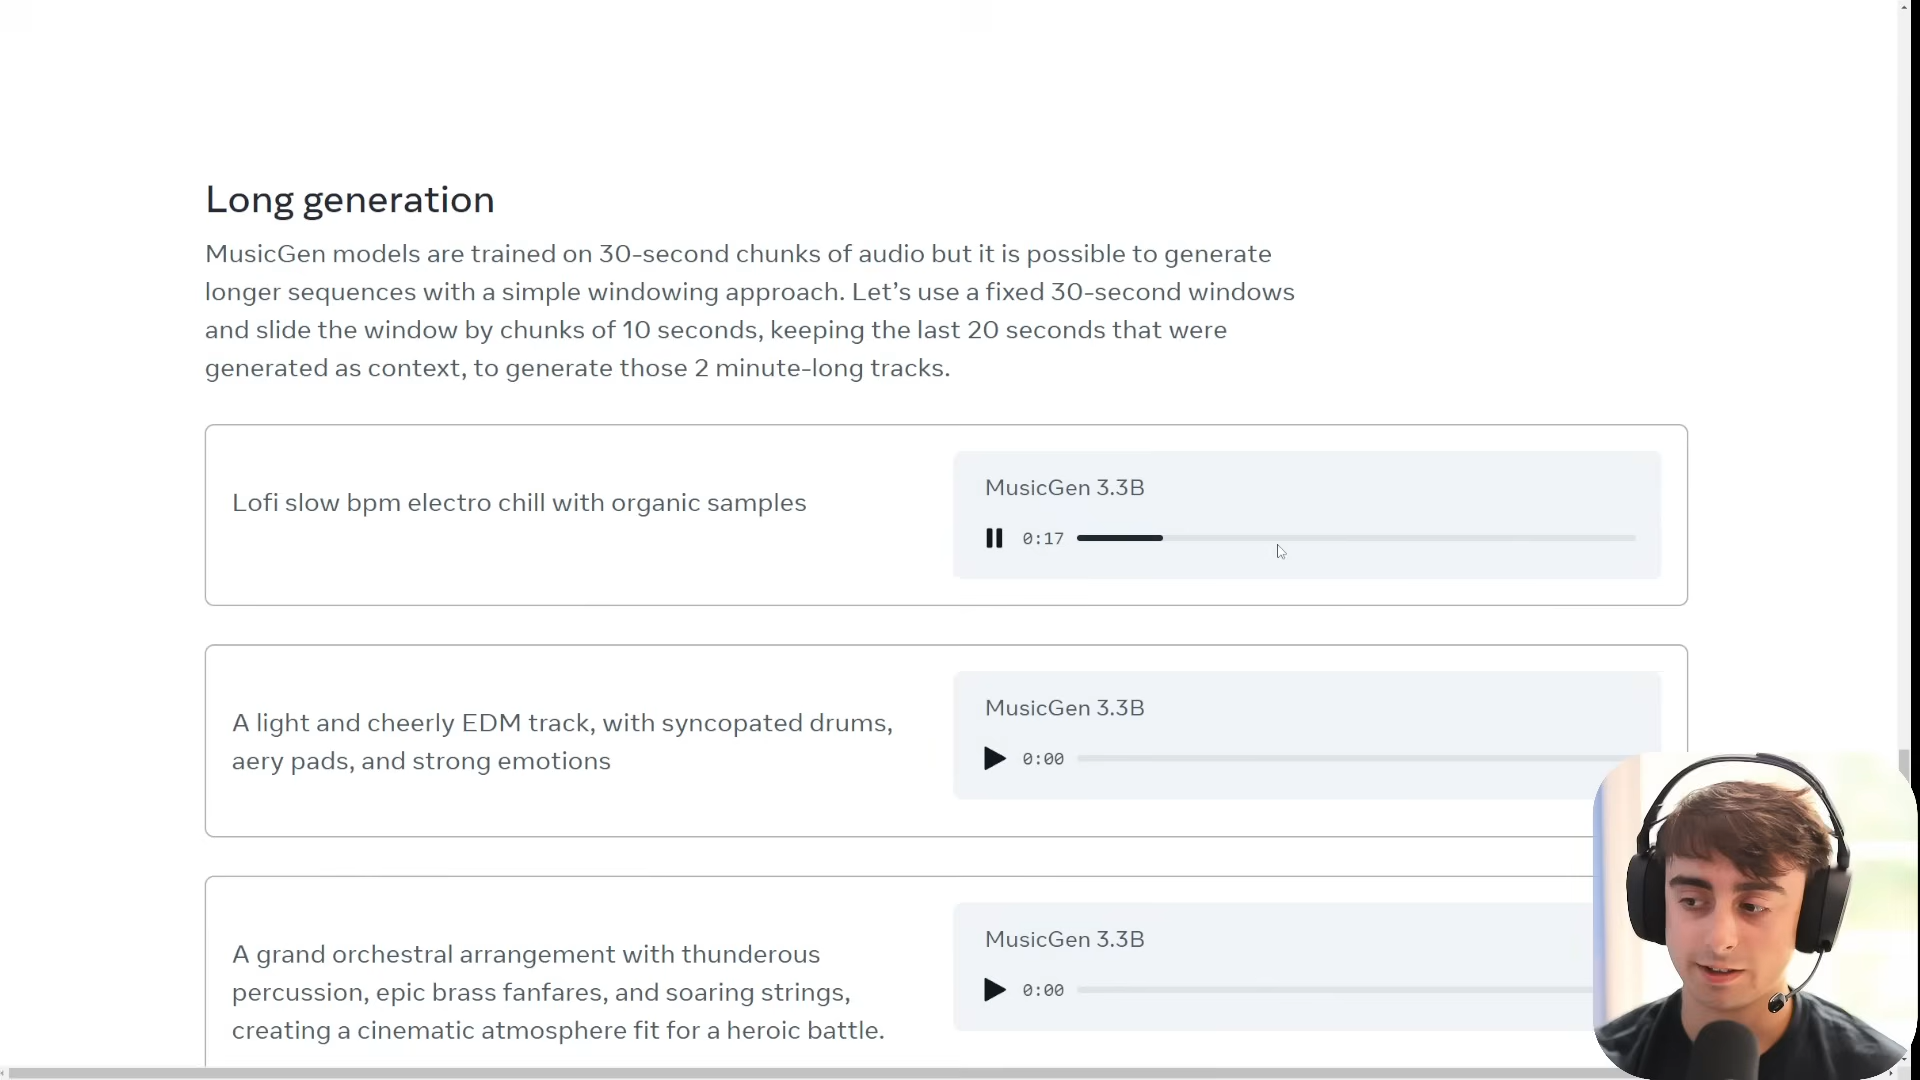 Long generation
MusicGen models are trained on 30-second chunks of audio but it is possible to generate
longer sequences with a simple windowing approach. Let’s use a fixed 30-second windows
and slide the window by chunks of 10 seconds, keeping the last 20 seconds that were
generated as context, to generate those 2 minute-long tracks.
Lofi slow bpm electro chill with organic samples
MusicGen 3.3B
0:17
A light and cheerly EDM track, with syncopated drums,
aery pads, and strong emotions
MusicGen 3.3B
0:00
A grand orchestral arrangement with thunderous
percussion, epic brass fanfares, and soaring strings,
creating a cinematic atmosphere fit for a heroic battle.
MusicGen 3.3B
0:00